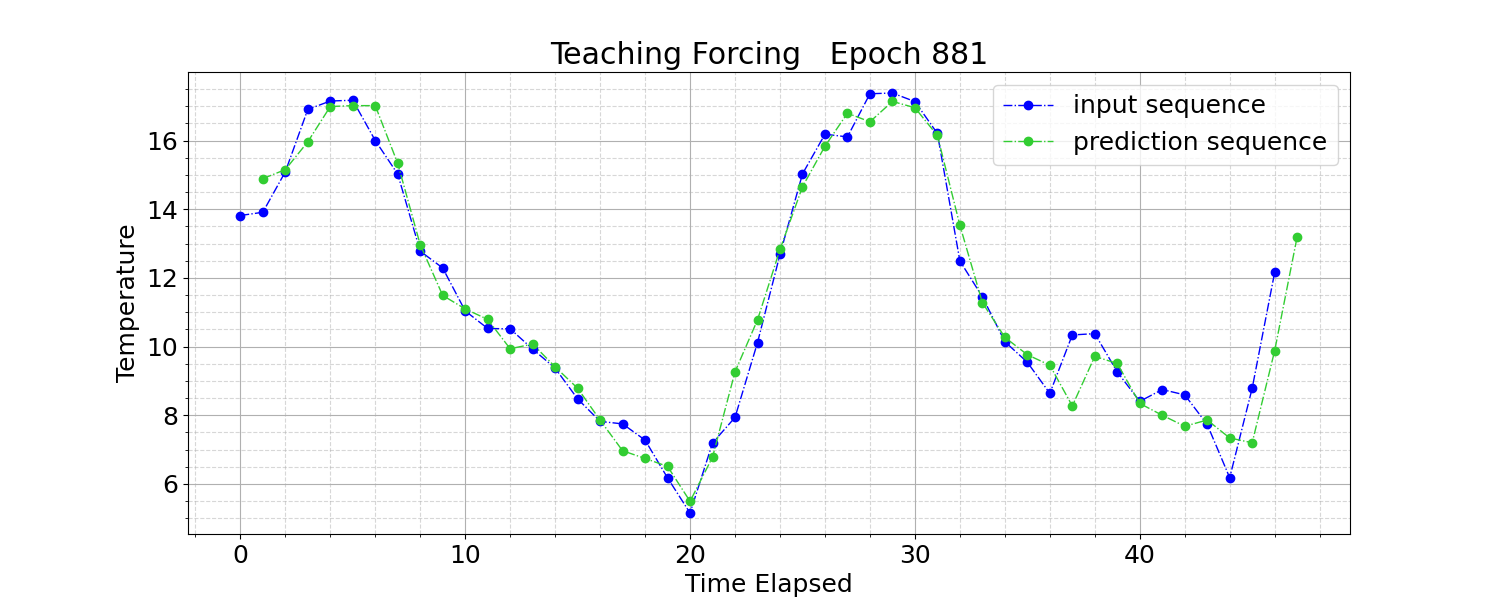 Teaching Forcing   Epoch 881
input sequence
prediction sequence
Temperature
16
14
12
10
8
6
0 10 20 30 40
Time Elapsed